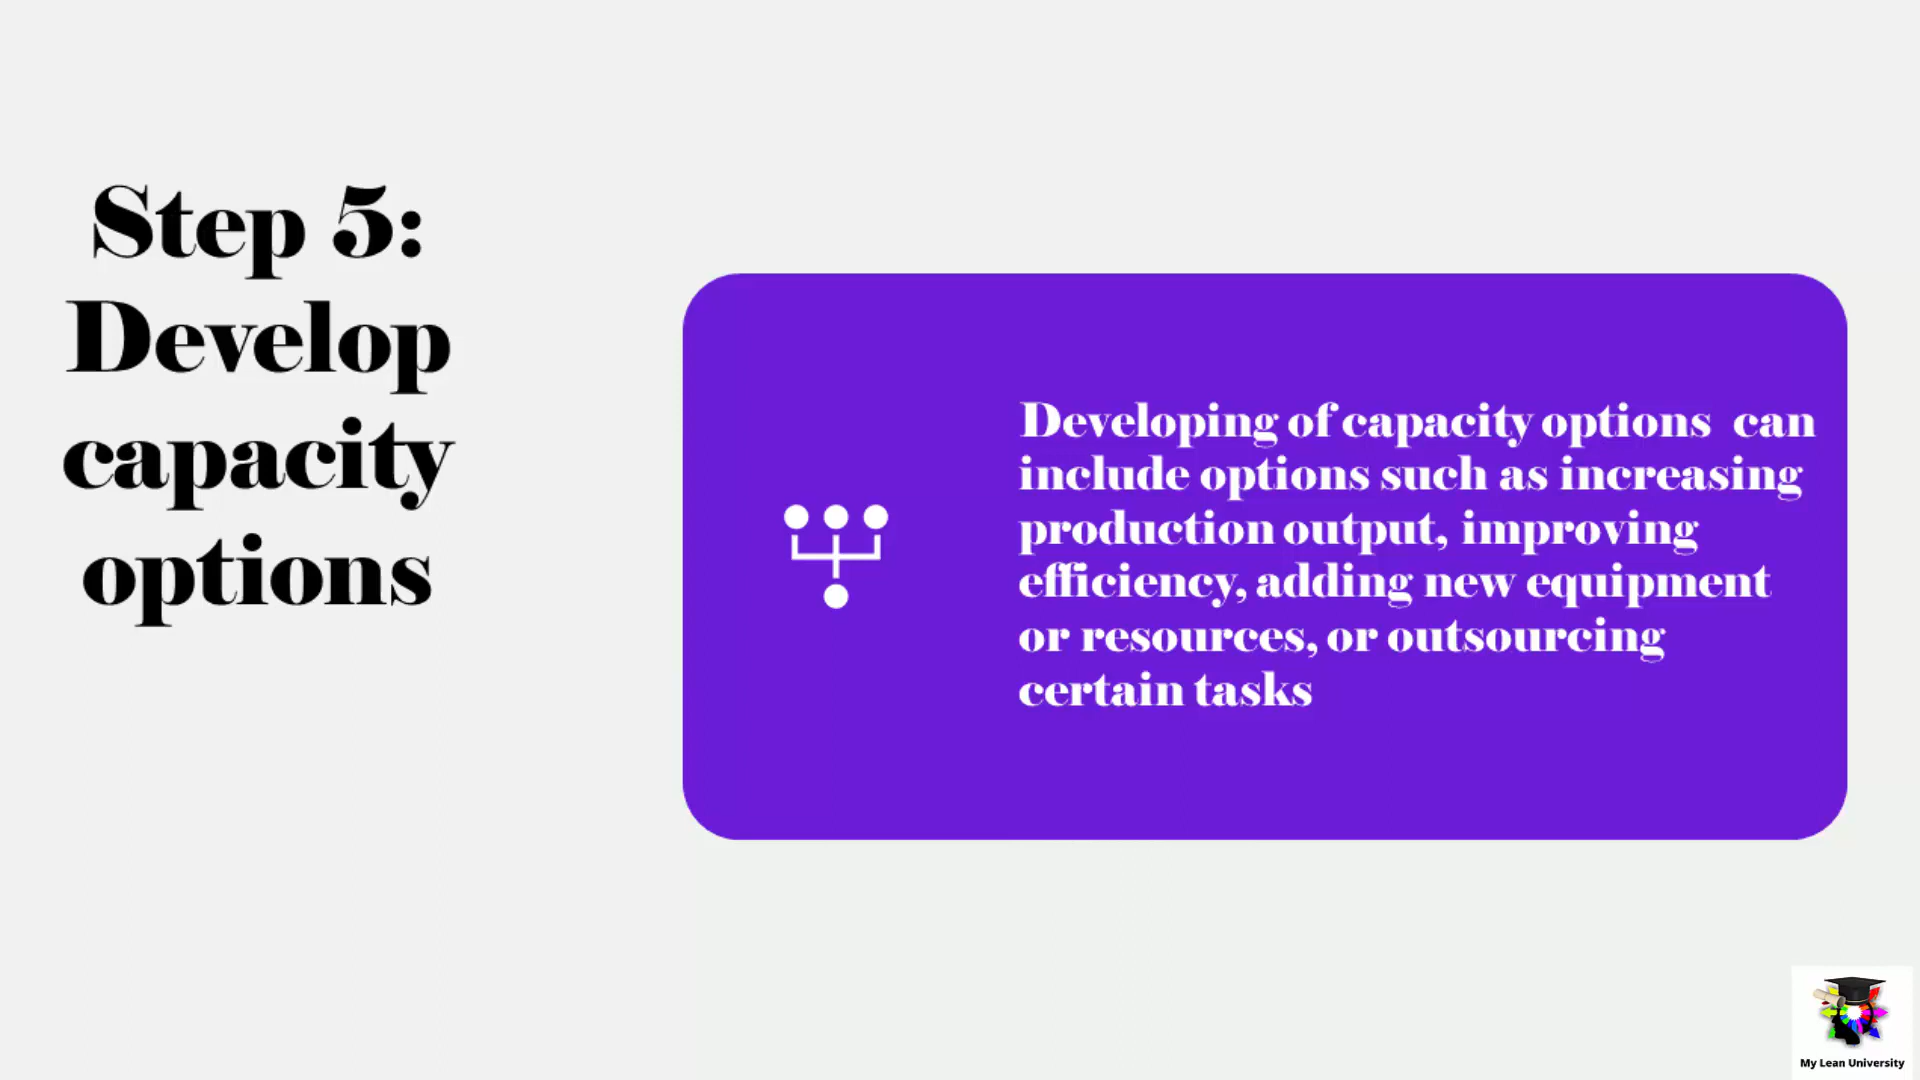 Step 5:
Develop
capacity
options
Developing of capacity options  can
include options such as increasing
production output, improving
efficiency, adding new equipment
or resources, or outsourcing
certain tasks
My Lean University